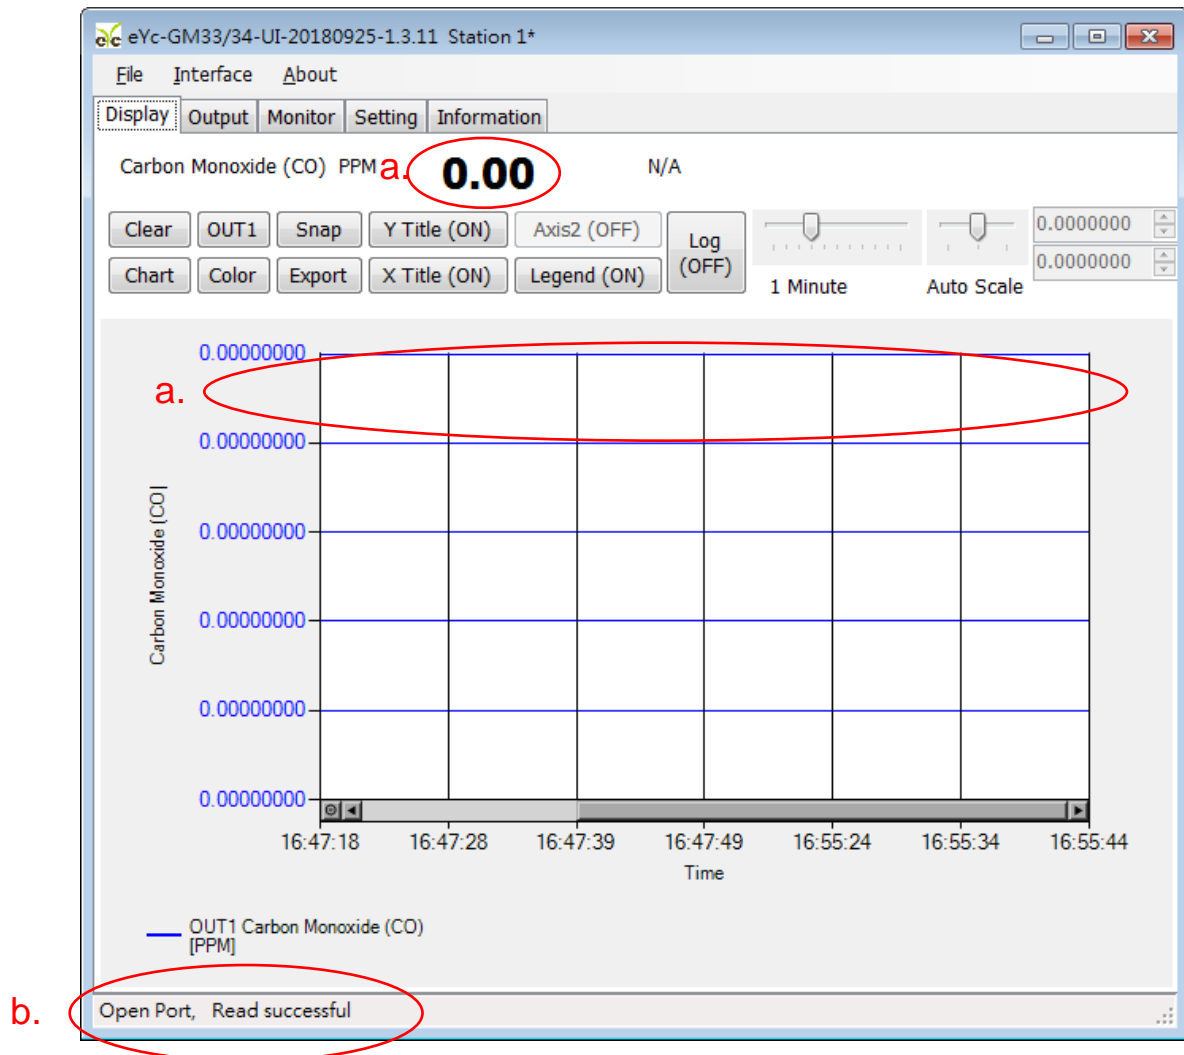 eYc eYc-GM33/34-UI-20180925-1.3.11 Station 1*
File Interface About
Display Output Monitor Setting Information
Carbon Monoxide (CO) PPM a. 0.00 N/A
Clear OUT1 Snap Y Title (ON) Axis2 (OFF) Log (OFF) 0.0000000
Chart Color Export X Title (ON) Legend (ON) 1 Minute Auto Scale 0.0000000
0.00000000
a.
0.00000000
0.00000000
0.00000000
0.00000000
0.00000000
Carbon Monoxide (CO)
16:47:18 16:47:28 16:47:39 16:47:49 16:55:24 16:55:34 16:55:44
Time
OUT1 Carbon Monoxide (CO)
[PPM]
b. Open Port, Read successful